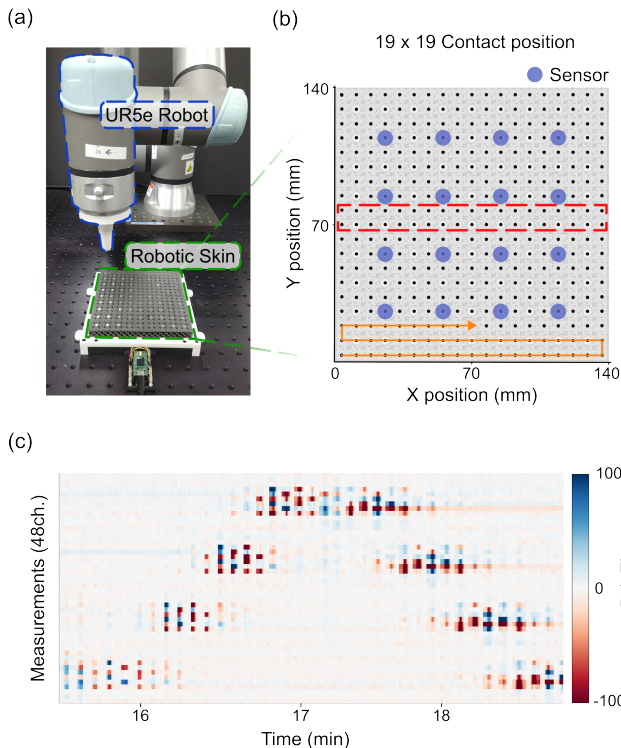 (a)
UR5e Robot
Robotic Skin
(b)
19 x 19 Contact position
Sensor
140
Y position (mm)
70
0
70
140
X position (mm)
(c)
Measurements (48ch.)
100
0
-100
16
17
18
Time (min)